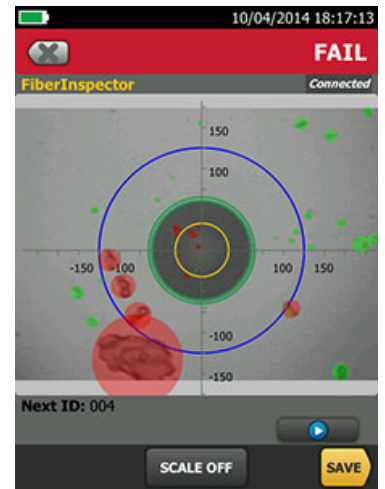 10/04/2014 18:17:13
FAIL
FiberInspector
Connected
150
100
-150
-100
100
150
-100
-150
Next ID: 004
SCALE OFF
SAVE